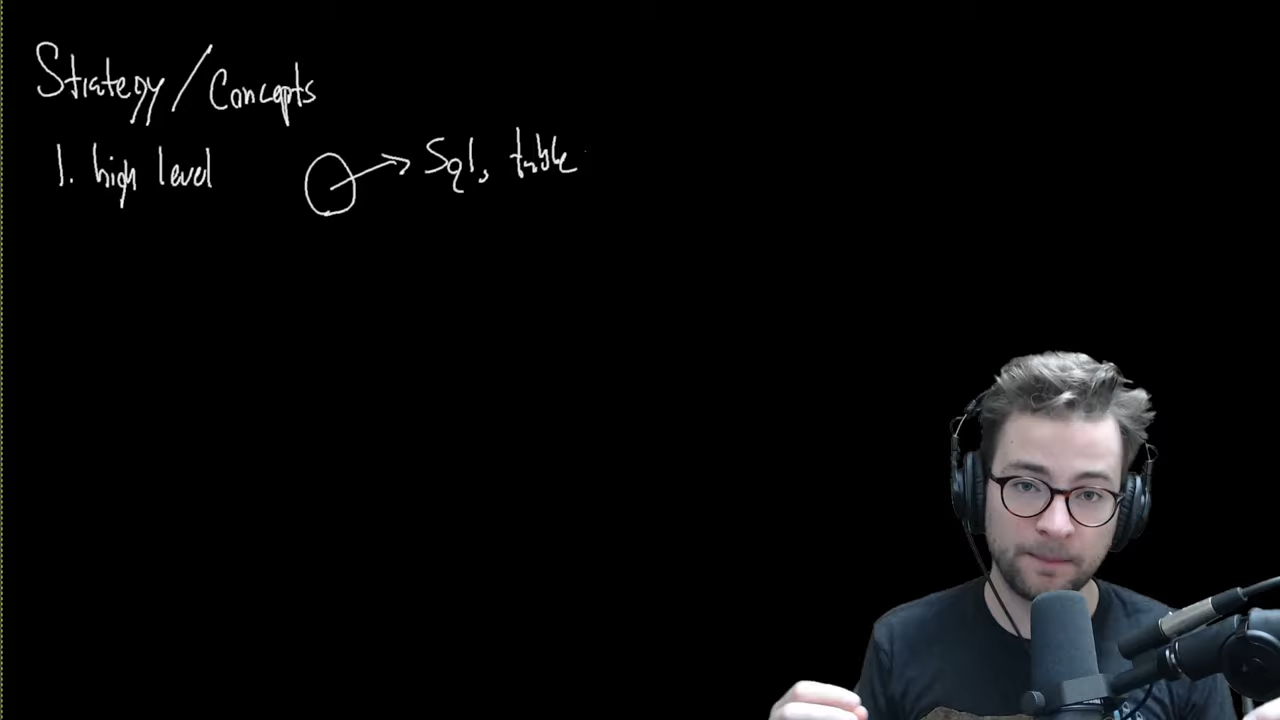 Strategy / Concepts
1. high level
Sql, table